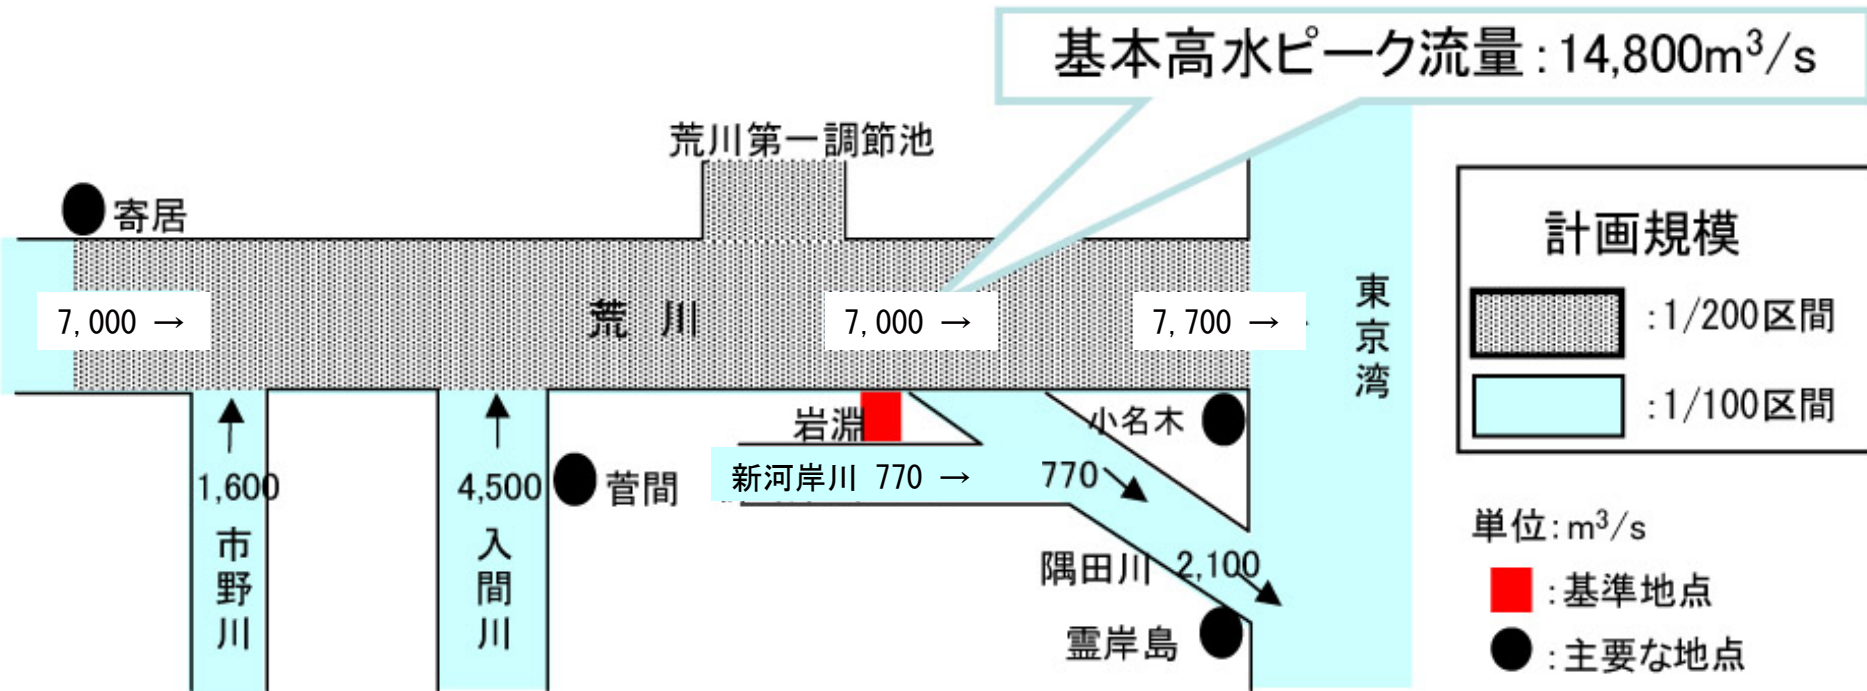 基本高水ピーク流量:14,800m³/s
荒川第一調節池
寄居
計画規模
:1/200区間
:1/100区間
7,000 →
荒 川
7,000 →
7,700 →
東京湾
岩淵
小名木
1,600
市野川
4,500
入間川
菅間
新河岸川 770 →
770
隅田川 2,100
霊岸島
単位:m³/s
:基準地点
:主要な地点